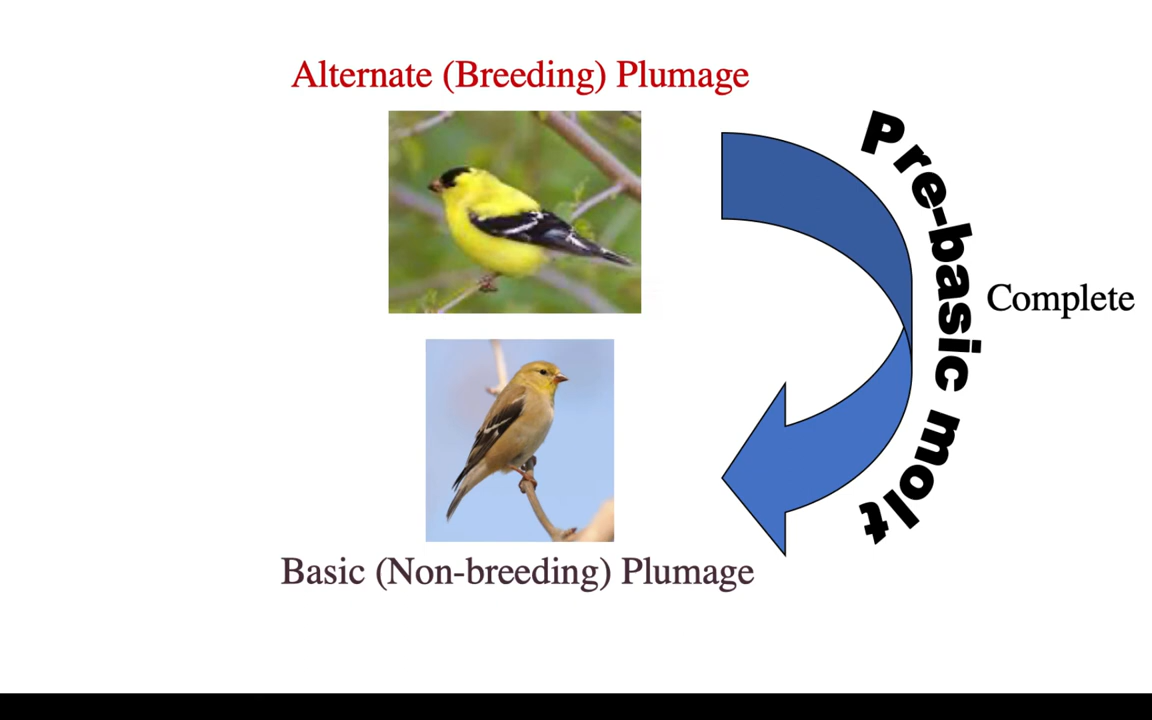 Alternate (Breeding) Plumage
Pre-basic molt
Complete
Basic (Non-breeding) Plumage